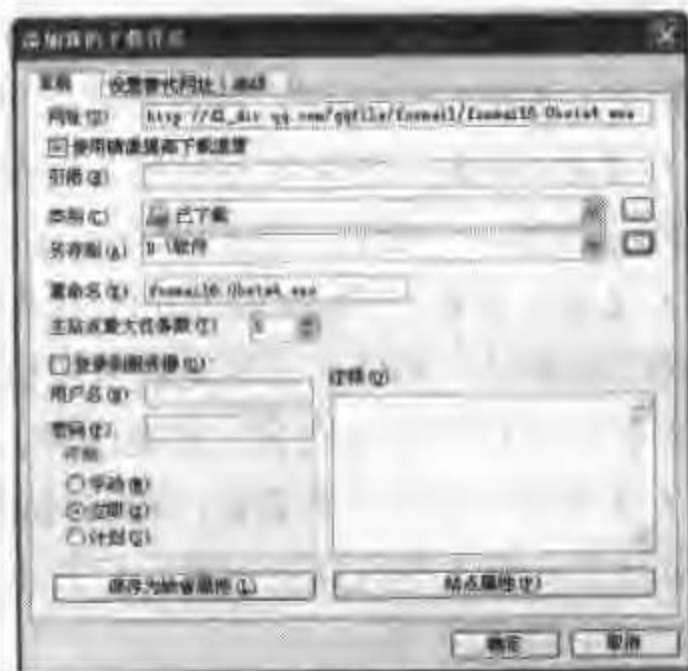 添加新的下载任务
常规 设置替代网址 高级
网址(U) http://dl_dir.qq.com/qqfile/foxmail/foxmail6.0beta4.exe
使用镜像提高下载速度
引用(R)
类别(C) 已下载
另存到(A) D:\软件
重命名(E) foxmail6.0beta4.exe
主站点最大任务数(T) 5
登录到服务器(G)
用户名(B)
密码(P)
开始
手动(M)
立即(I)
计划(S)
注释(O)
保存为缺省属性(L)
站点属性(P)
确定 取消